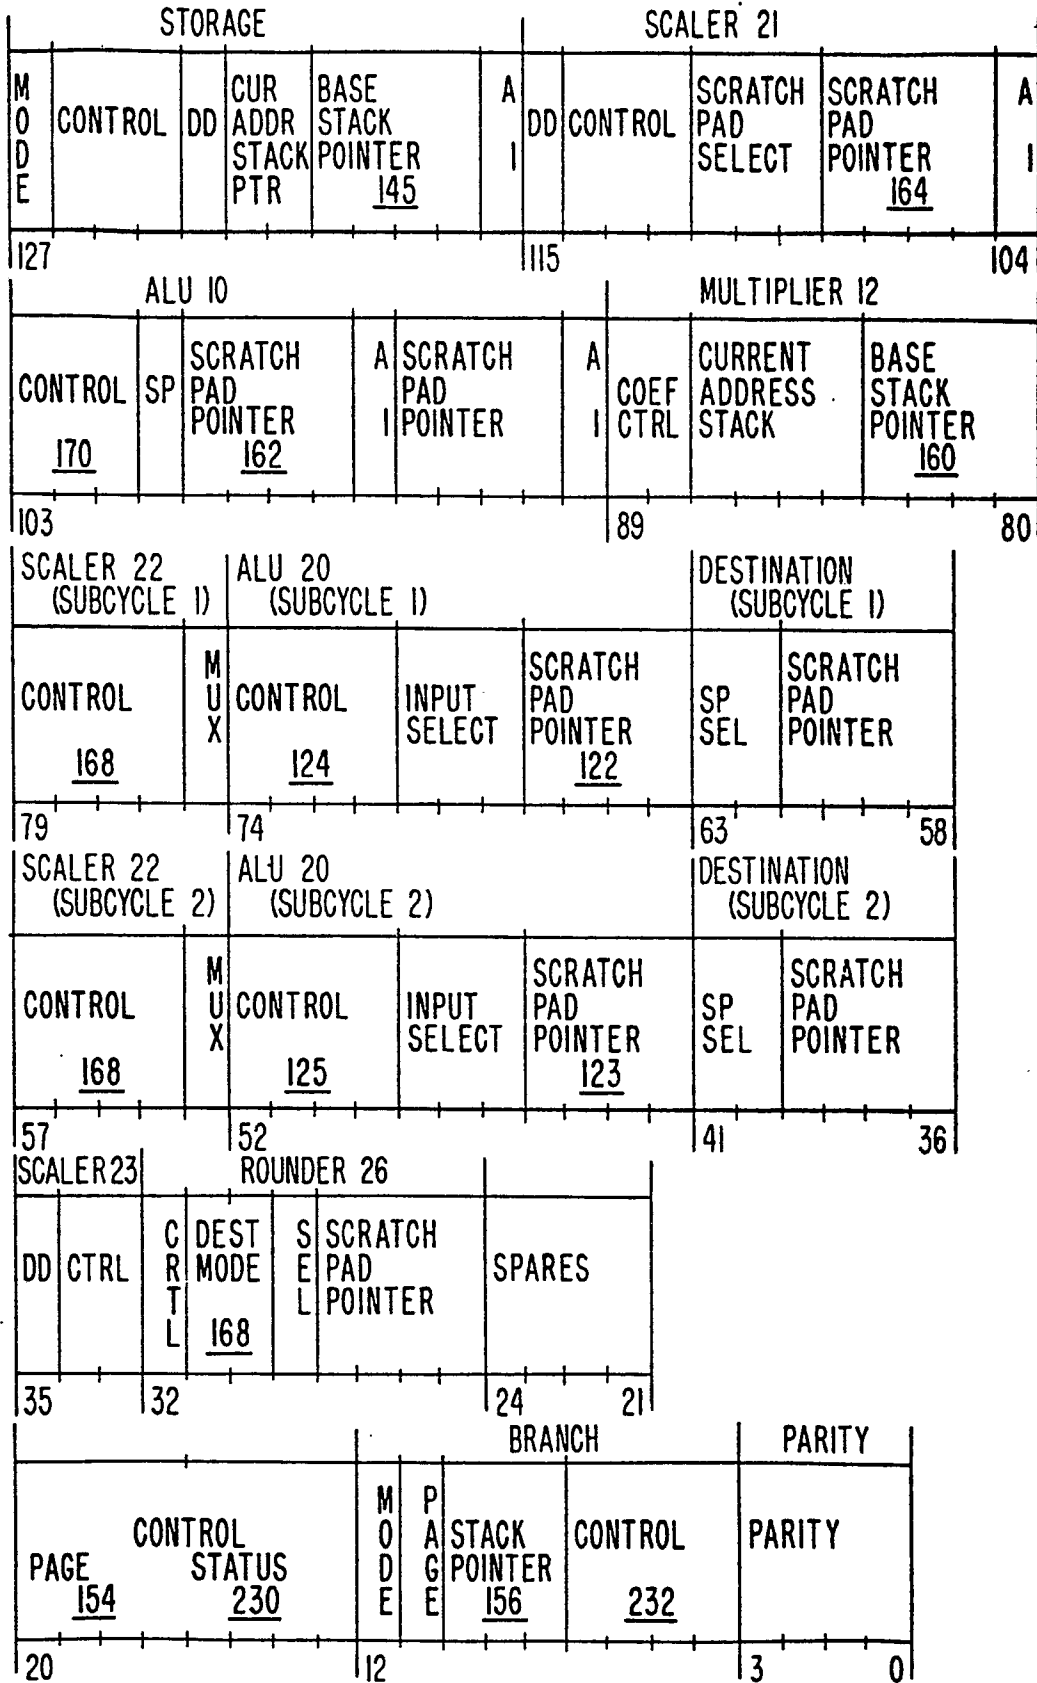 STORAGE SCALER 21
MODE CONTROL DD CUR ADDR STACK PTR BASE STACK POINTER 145 AI DD CONTROL SCRATCH PAD SELECT SCRATCH PAD POINTER 164 AI
127 115 104
ALU 10 MULTIPLIER 12
CONTROL 170 SP SCRATCH PAD POINTER 162 AI SCRATCH PAD POINTER AI COEF CTRL CURRENT ADDRESS STACK BASE STACK POINTER 160
103 89 80
SCALER 22 (SUBCYCLE 1) ALU 20 (SUBCYCLE 1) DESTINATION (SUBCYCLE 1)
CONTROL 168 MUX CONTROL 124 INPUT SELECT SCRATCH PAD POINTER 122 SP SEL SCRATCH PAD POINTER
79 74 63 58
SCALER 22 (SUBCYCLE 2) ALU 20 (SUBCYCLE 2) DESTINATION (SUBCYCLE 2)
CONTROL 168 MUX CONTROL 125 INPUT SELECT SCRATCH PAD POINTER 123 SP SEL SCRATCH PAD POINTER
57 52 41 36
SCALER 23 ROUNDER 26
DD CTRL CRTL DEST MODE 168 SEL SCRATCH PAD POINTER SPARES
35 32 24 21
BRANCH PARITY
CONTROL PAGE 154 STATUS 230 MODE PAGE STACK POINTER 156 CONTROL 232 PARITY
20 12 3 0